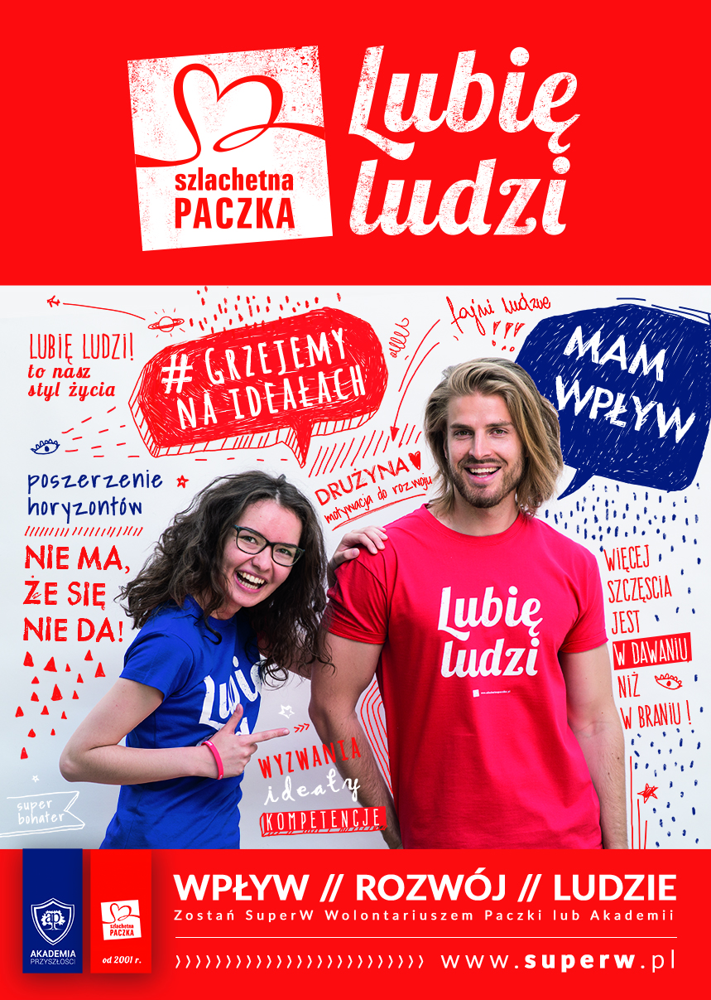 szlachetna
PACZKA
Lubię
ludzi
fajni ludzie
LUBIĘ LUDZI!
to nasz
styl życia
# GRZEJEMY
NA IDEAŁACH
MAM
WPŁYW
poszerzenie
horyzontów
DRUŻYNA
motywacja do rozwoju
NIE MA,
ŻE SIĘ
NIE DA!
WIĘCEJ
SZCZĘŚCIA
JEST
W DAWANIU
NIŻ
W BRANIU!
Lubię
ludzi
Lubię
WYZWANIA
ideały
KOMPETENCJE
super
bohater
AKADEMIA
PRZYSZŁOŚCI
szlachetna
PACZKA
od 2001 r.
WPŁYW // ROZWÓJ // LUDZIE
Zostań SuperW Wolontariuszem Paczki lub Akademii
www.superw.pl